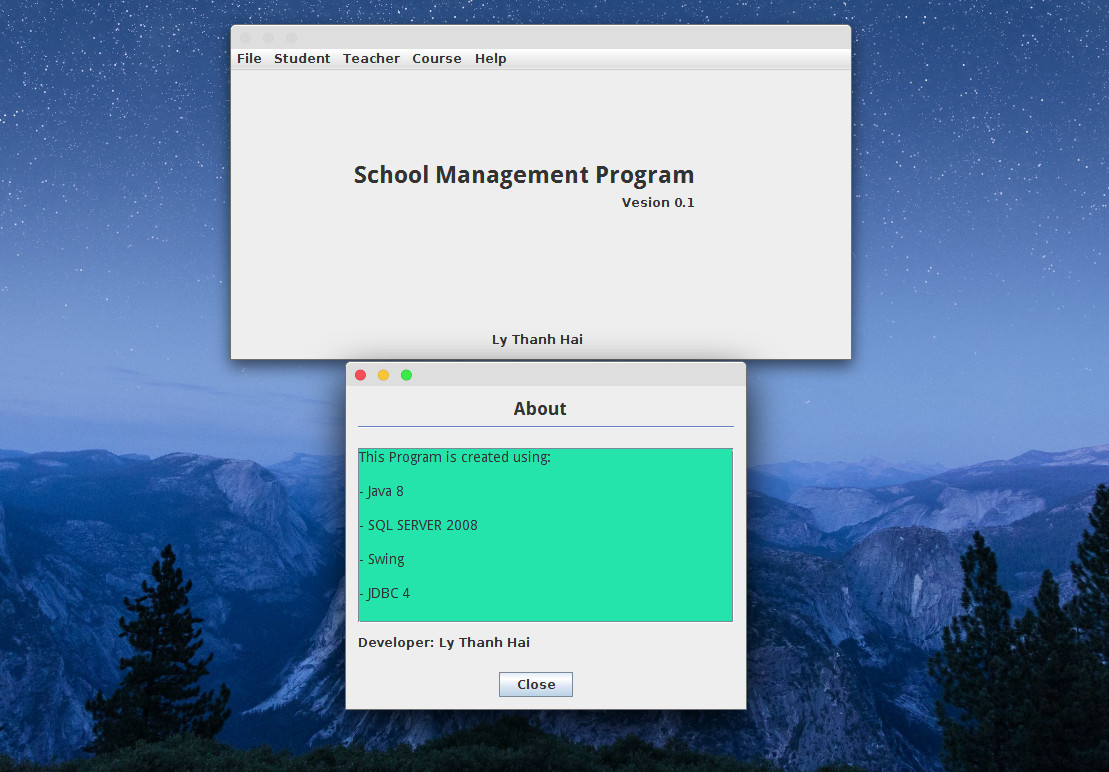 File Student Teacher Course Help
School Management Program
Vesion 0.1
Ly Thanh Hai
About
This Program is created using:
- Java 8
- SQL SERVER 2008
- Swing
- JDBC 4
Developer: Ly Thanh Hai
Close